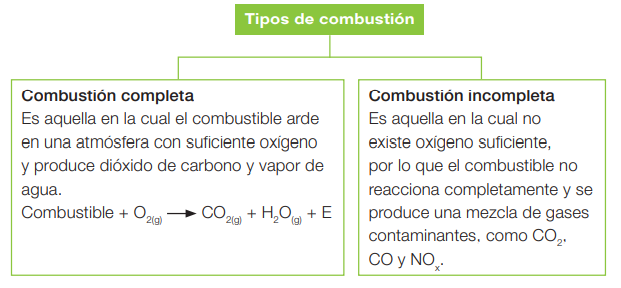 Tipos de combustión
Combustión completa
Es aquella en la cual el combustible arde
en una atmósfera con suficiente oxígeno
y produce dióxido de carbono y vapor de
agua.
Combustible + O₂₍g₎ ⟶ CO₂₍g₎ + H₂O₍g₎ + E
Combustión incompleta
Es aquella en la cual no
existe oxígeno suficiente,
por lo que el combustible no
reacciona completamente y se
produce una mezcla de gases
contaminantes, como CO₂,
CO y NOₓ.